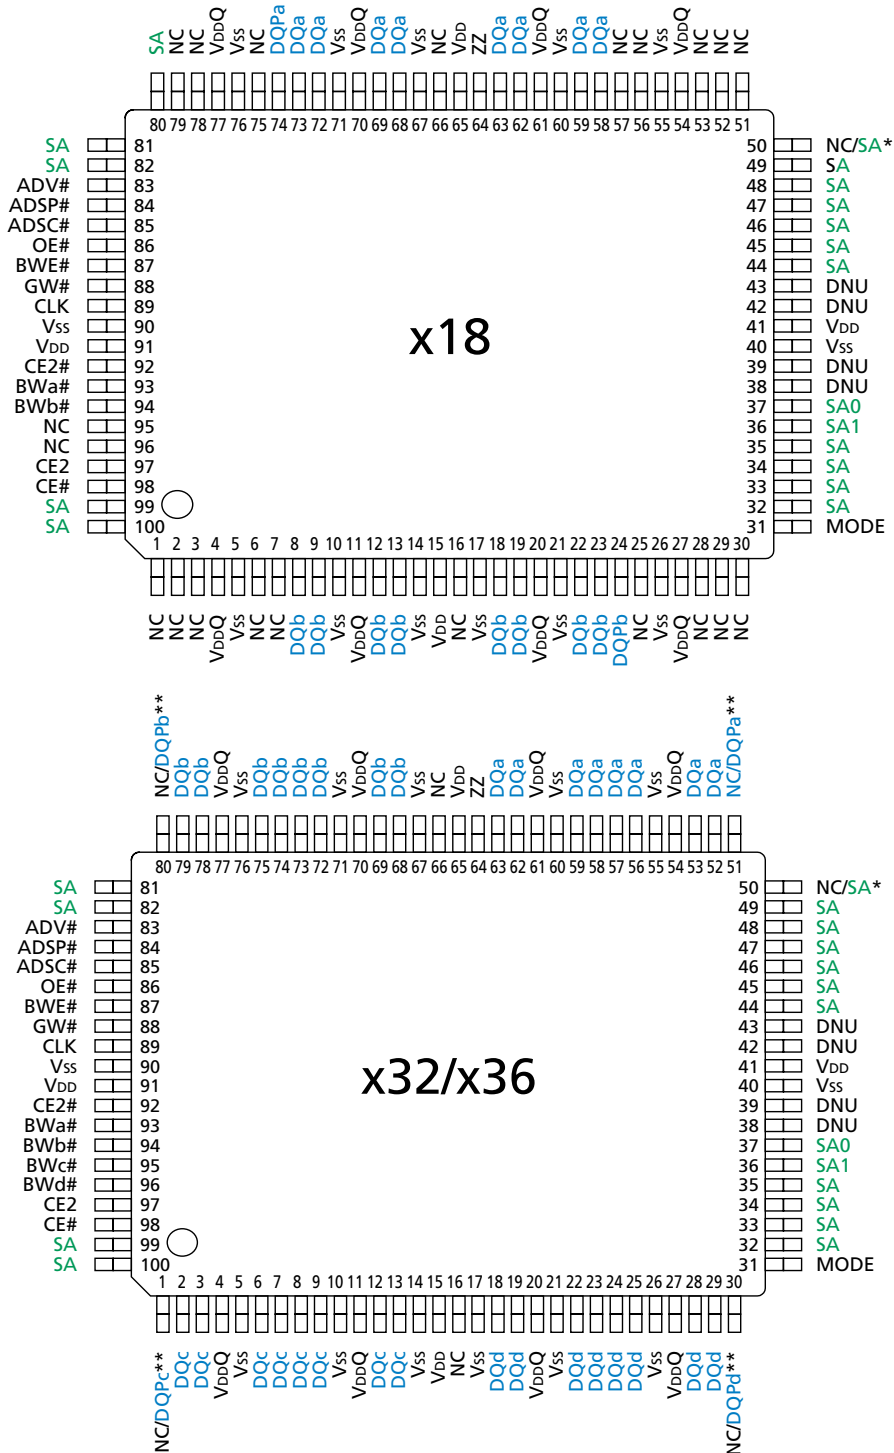 SA NC NC VDDQ VSS NC DQPa DQa DQa VSS VDDQ DQa DQa VSS NC VDD ZZ DQa DQa VDDQ VSS DQa DQa NC NC VSS VDDQ NC NC NC
80 79 78 77 76 75 74 73 72 71 70 69 68 67 66 65 64 63 62 61 60 59 58 57 56 55 54 53 52 51
SA 81 50 NC/SA*
SA 82 49 SA
ADV# 83 48 SA
ADSP# 84 47 SA
ADSC# 85 46 SA
OE# 86 45 SA
BWE# 87 44 SA
GW# 88 43 DNU
CLK 89 42 DNU
VSS 90 41 VDD
x18
VDD 91 40 VSS
CE2# 92 39 DNU
BWa# 93 38 DNU
BWb# 94 37 SA0
NC 95 36 SA1
NC 96 35 SA
CE2 97 34 SA
CE# 98 33 SA
SA 99 32 SA
SA 100 31 MODE
1 2 3 4 5 6 7 8 9 10 11 12 13 14 15 16 17 18 19 20 21 22 23 24 25 26 27 28 29 30
NC NC NC VDDQ VSS NC NC DQb DQb VSS VDDQ DQb DQb VSS VDD NC VSS DQb DQb VDDQ VSS DQb DQb DQPb NC VSS VDDQ NC NC NC
NC/DQPb** DQb DQb VDDQ VSS DQb DQb DQb DQb VSS VDDQ DQb DQb VSS NC VDD ZZ DQa DQa VDDQ VSS DQa DQa DQa DQa VSS VDDQ DQa DQa NC/DQPa**
80 79 78 77 76 75 74 73 72 71 70 69 68 67 66 65 64 63 62 61 60 59 58 57 56 55 54 53 52 51
SA 81 50 NC/SA*
SA 82 49 SA
ADV# 83 48 SA
ADSP# 84 47 SA
ADSC# 85 46 SA
OE# 86 45 SA
BWE# 87 44 SA
GW# 88 43 DNU
CLK 89 42 DNU
VSS 90 41 VDD
x32/x36
VDD 91 40 VSS
CE2# 92 39 DNU
BWa# 93 38 DNU
BWb# 94 37 SA0
BWc# 95 36 SA1
BWd# 96 35 SA
CE2 97 34 SA
CE# 98 33 SA
SA 99 32 SA
SA 100 31 MODE
1 2 3 4 5 6 7 8 9 10 11 12 13 14 15 16 17 18 19 20 21 22 23 24 25 26 27 28 29 30
NC/DQPc** DQc DQc VDDQ VSS DQc DQc DQc DQc VSS VDDQ DQc DQc VSS VDD NC VSS DQd DQd VDDQ VSS DQd DQd DQd DQd VSS VDDQ DQd DQd NC/DQPd**